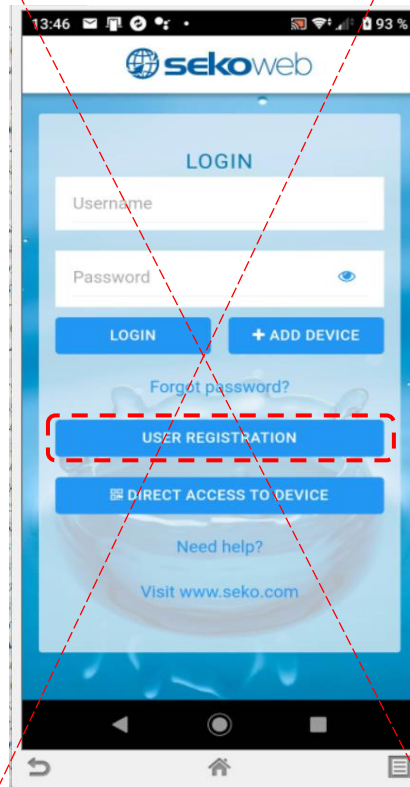 13:46 93 %
sekoweb
LOGIN
Username
Password
LOGIN + ADD DEVICE
Forgot password?
USER REGISTRATION
DIRECT ACCESS TO DEVICE
Need help?
Visit www.seko.com